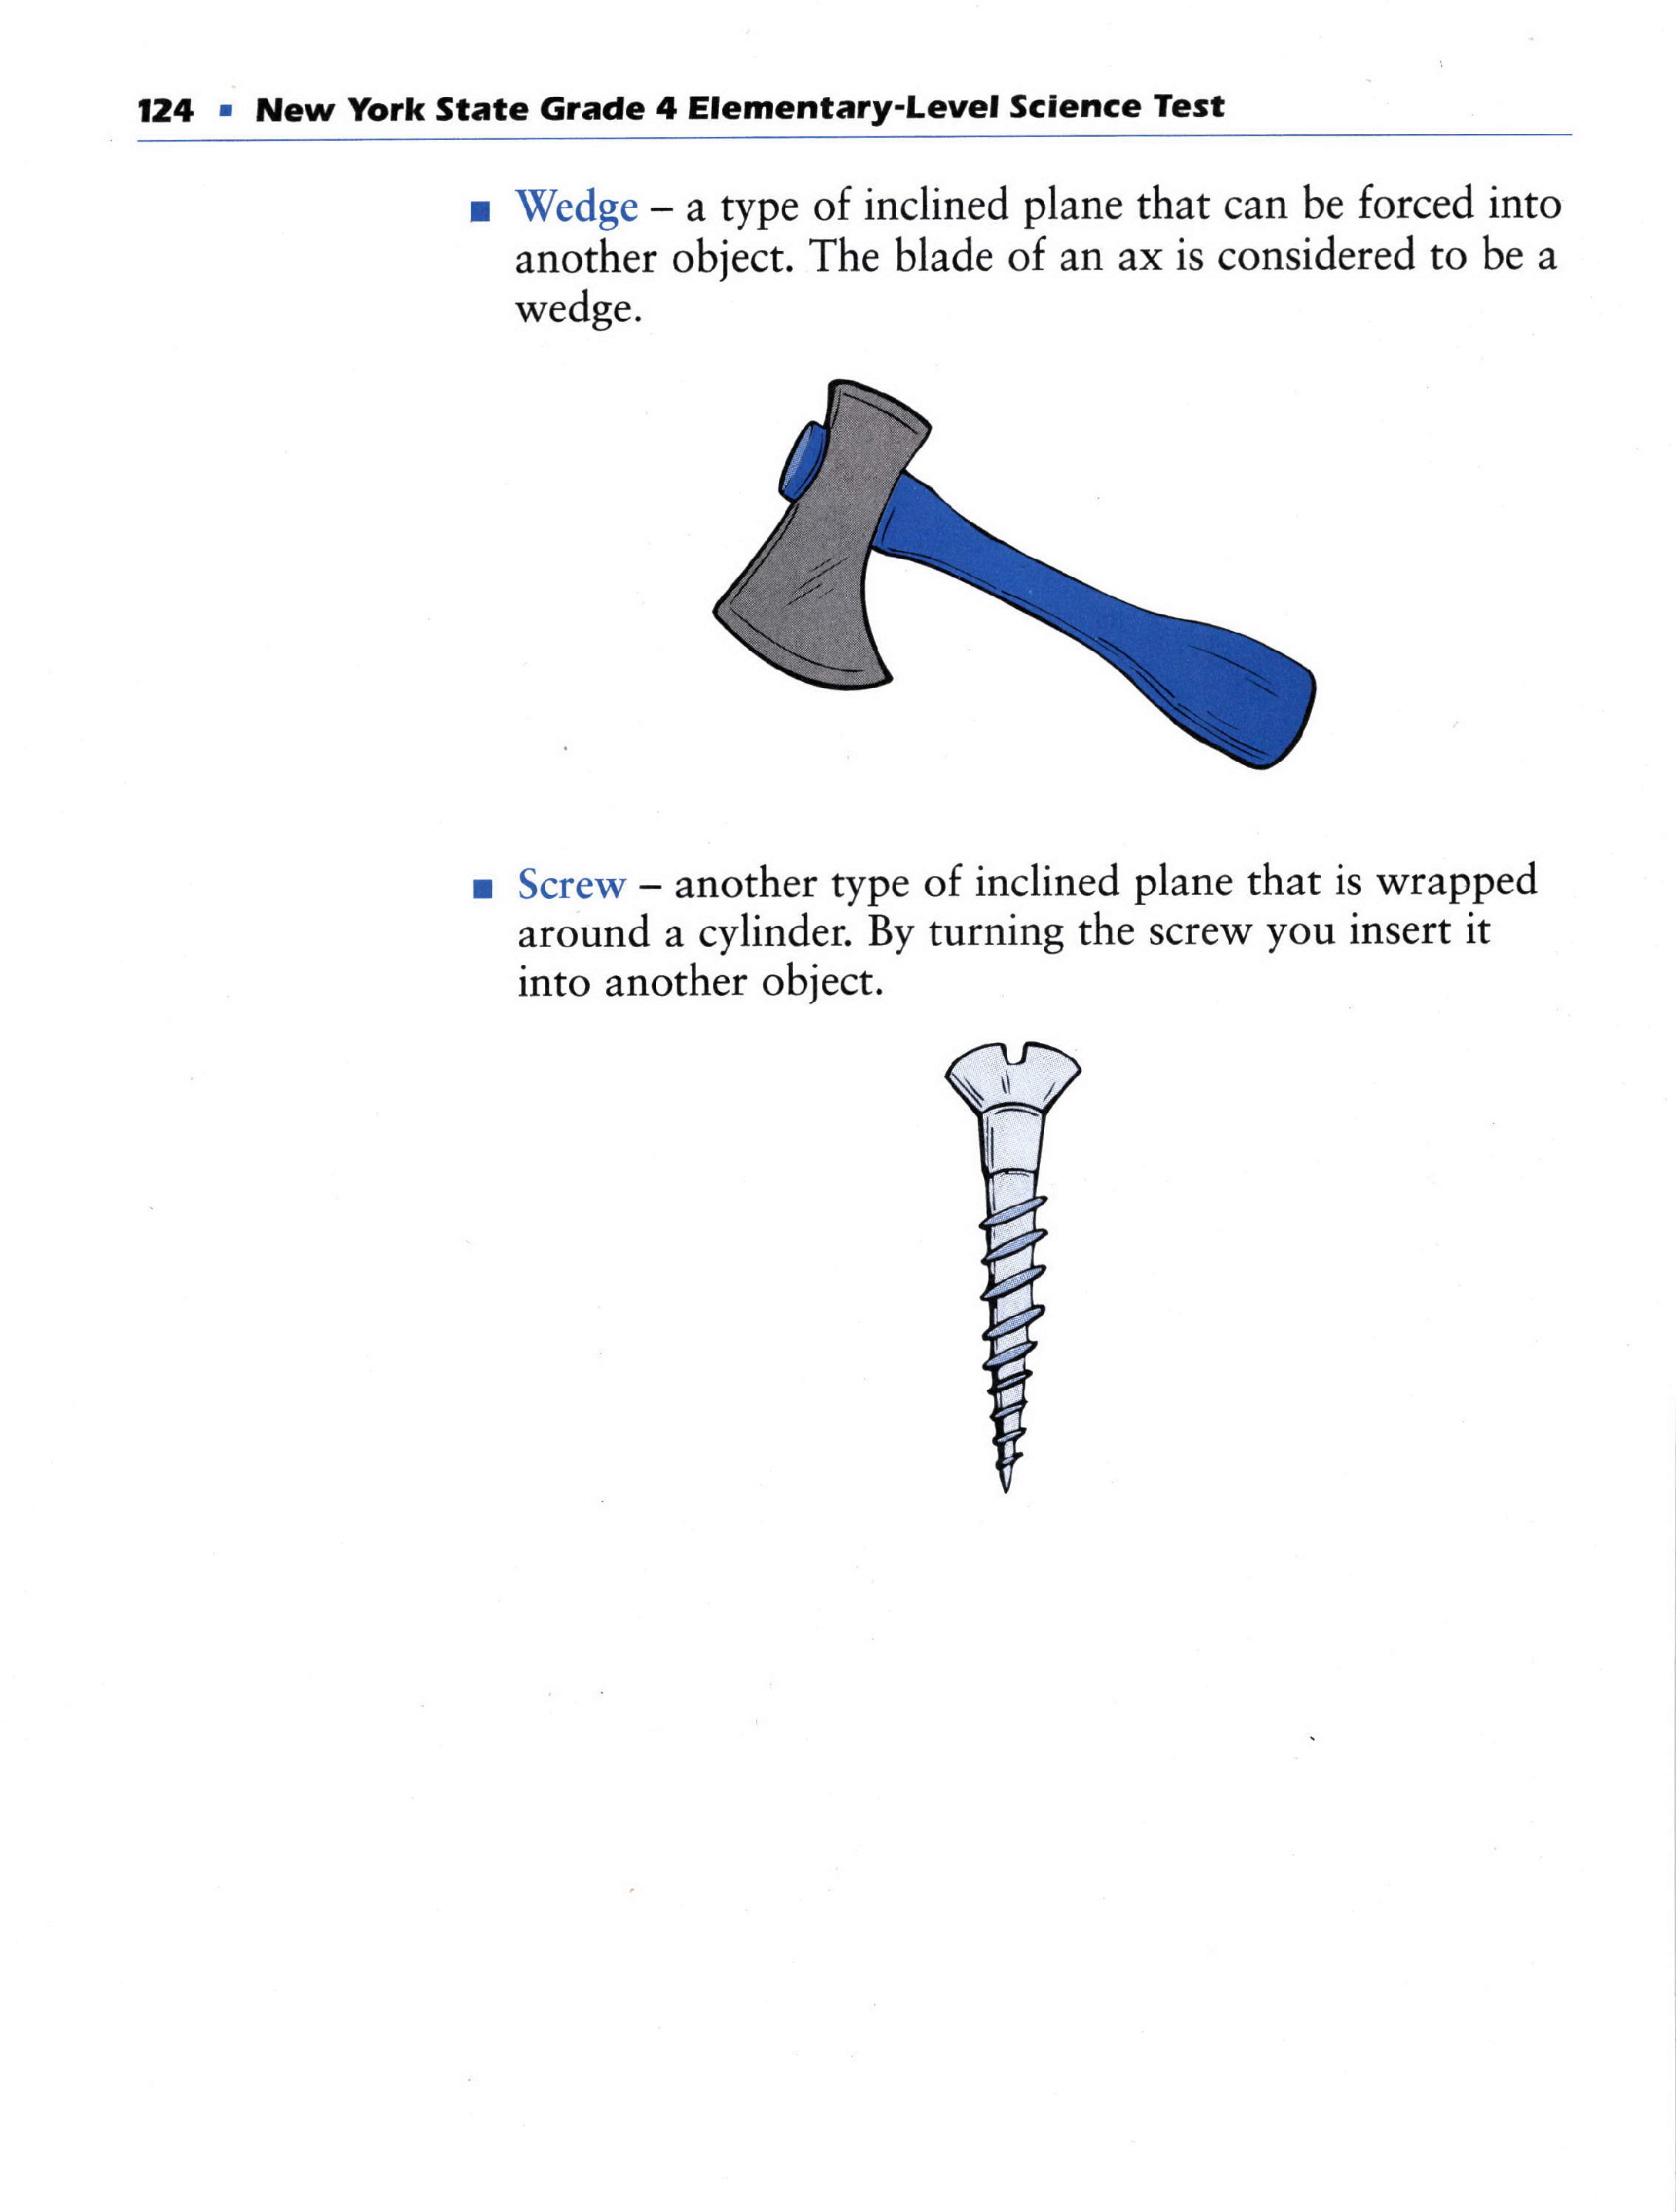 124 ▪ New York State Grade 4 Elementary-Level Science Test
▪ Wedge – a type of inclined plane that can be forced into
another object. The blade of an ax is considered to be a
wedge.
▪ Screw – another type of inclined plane that is wrapped
around a cylinder. By turning the screw you insert it
into another object.